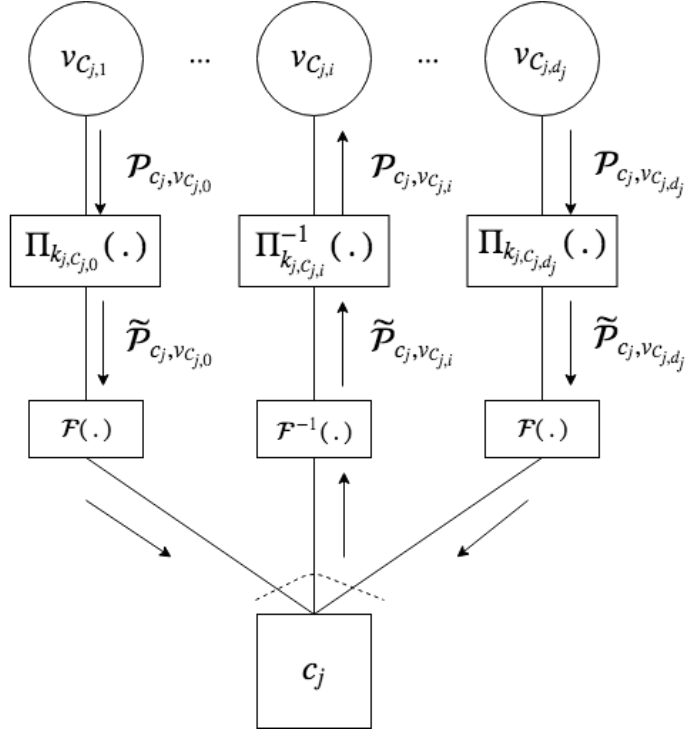 v_{C_{j,1}} ... v_{C_{j,i}} ... v_{C_{j,d_j}}
P_{c_j,v_{C_{j,0}}} P_{c_j,v_{C_{j,i}}} P_{c_j,v_{C_{j,d_j}}}
Π_{k_{j,C_{j,0}}}(.) Π^{-1}_{k_{j,C_{j,i}}}(.) Π_{k_{j,C_{j,d_j}}}(.)
P̃_{c_j,v_{C_{j,0}}} P̃_{c_j,v_{C_{j,i}}} P̃_{c_j,v_{C_{j,d_j}}}
F(.) F^{-1}(.) F(.)
c_j